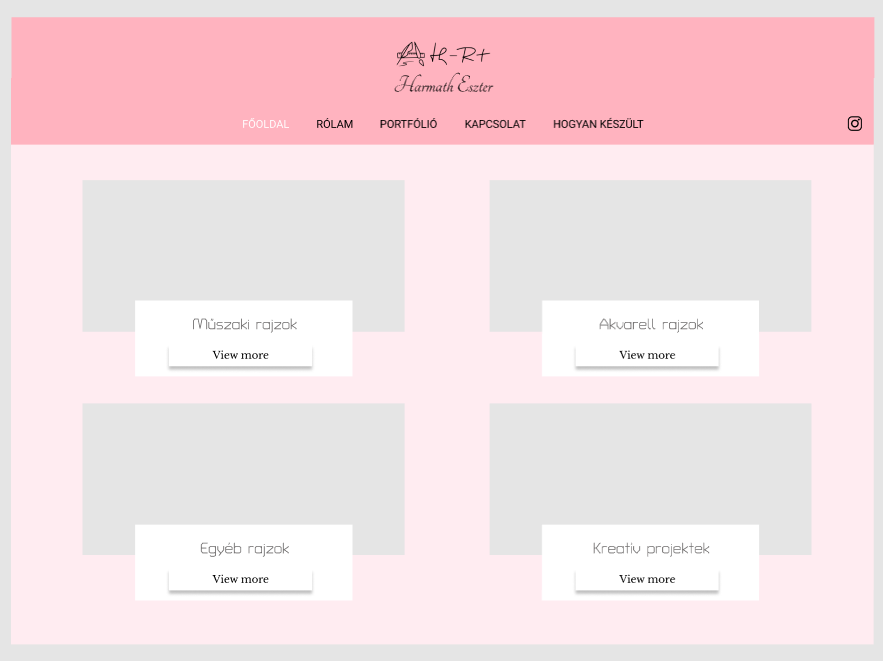 H-Rt
Harmath Eszter
FŐOLDAL RÓLAM PORTFÓLIÓ KAPCSOLAT HOGYAN KÉSZÜLT
Műszaki rajzok
View more
Akvarell rajzok
View more
Egyéb rajzok
View more
Kreatív projektek
View more